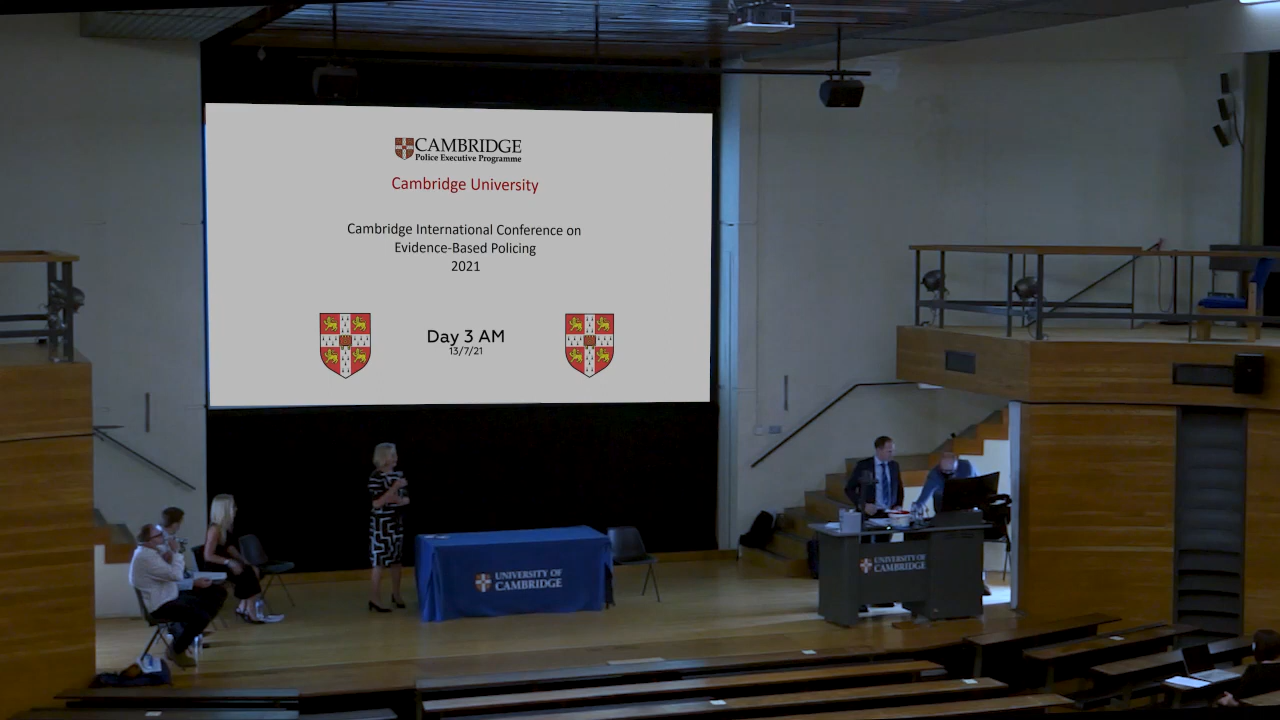 CAMBRIDGE
Police Executive Programme
Cambridge University
Cambridge International Conference on
Evidence-Based Policing
2021
Day 3 AM
13/7/21
UNIVERSITY OF
CAMBRIDGE
UNIVERSITY OF
CAMBRIDGE